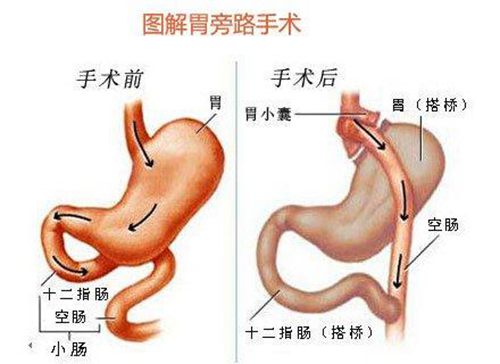 图解胃旁路手术
手术前
胃
十二指肠
空肠
小肠
手术后
胃小囊
胃（搭桥）
空肠
十二指肠（搭桥）